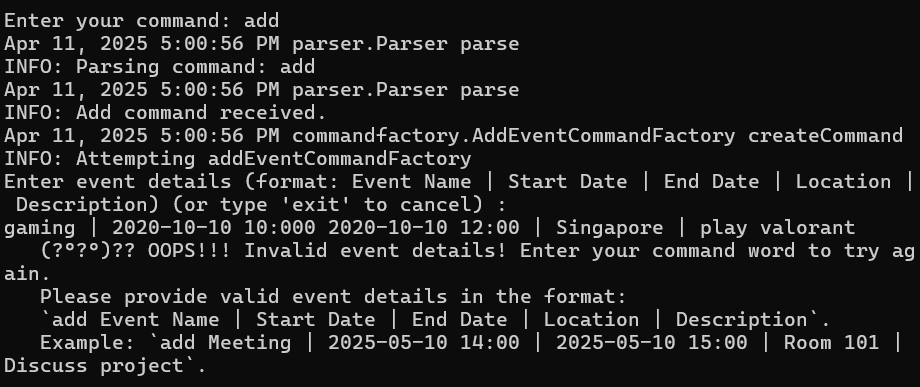 Enter your command: add
Apr 11, 2025 5:00:56 PM parser.Parser parse
INFO: Parsing command: add
Apr 11, 2025 5:00:56 PM parser.Parser parse
INFO: Add command received.
Apr 11, 2025 5:00:56 PM commandfactory.AddEventCommandFactory createCommand
INFO: Attempting addEventCommandFactory
Enter event details (format: Event Name | Start Date | End Date | Location |
 Description) (or type 'exit' to cancel) :
gaming | 2020-10-10 10:000 2020-10-10 12:00 | Singapore | play valorant
   (?°?°)?? OOPS!!! Invalid event details! Enter your command word to try ag
ain.
   Please provide valid event details in the format:
   `add Event Name | Start Date | End Date | Location | Description`.
   Example: `add Meeting | 2025-05-10 14:00 | 2025-05-10 15:00 | Room 101 |
Discuss project`.